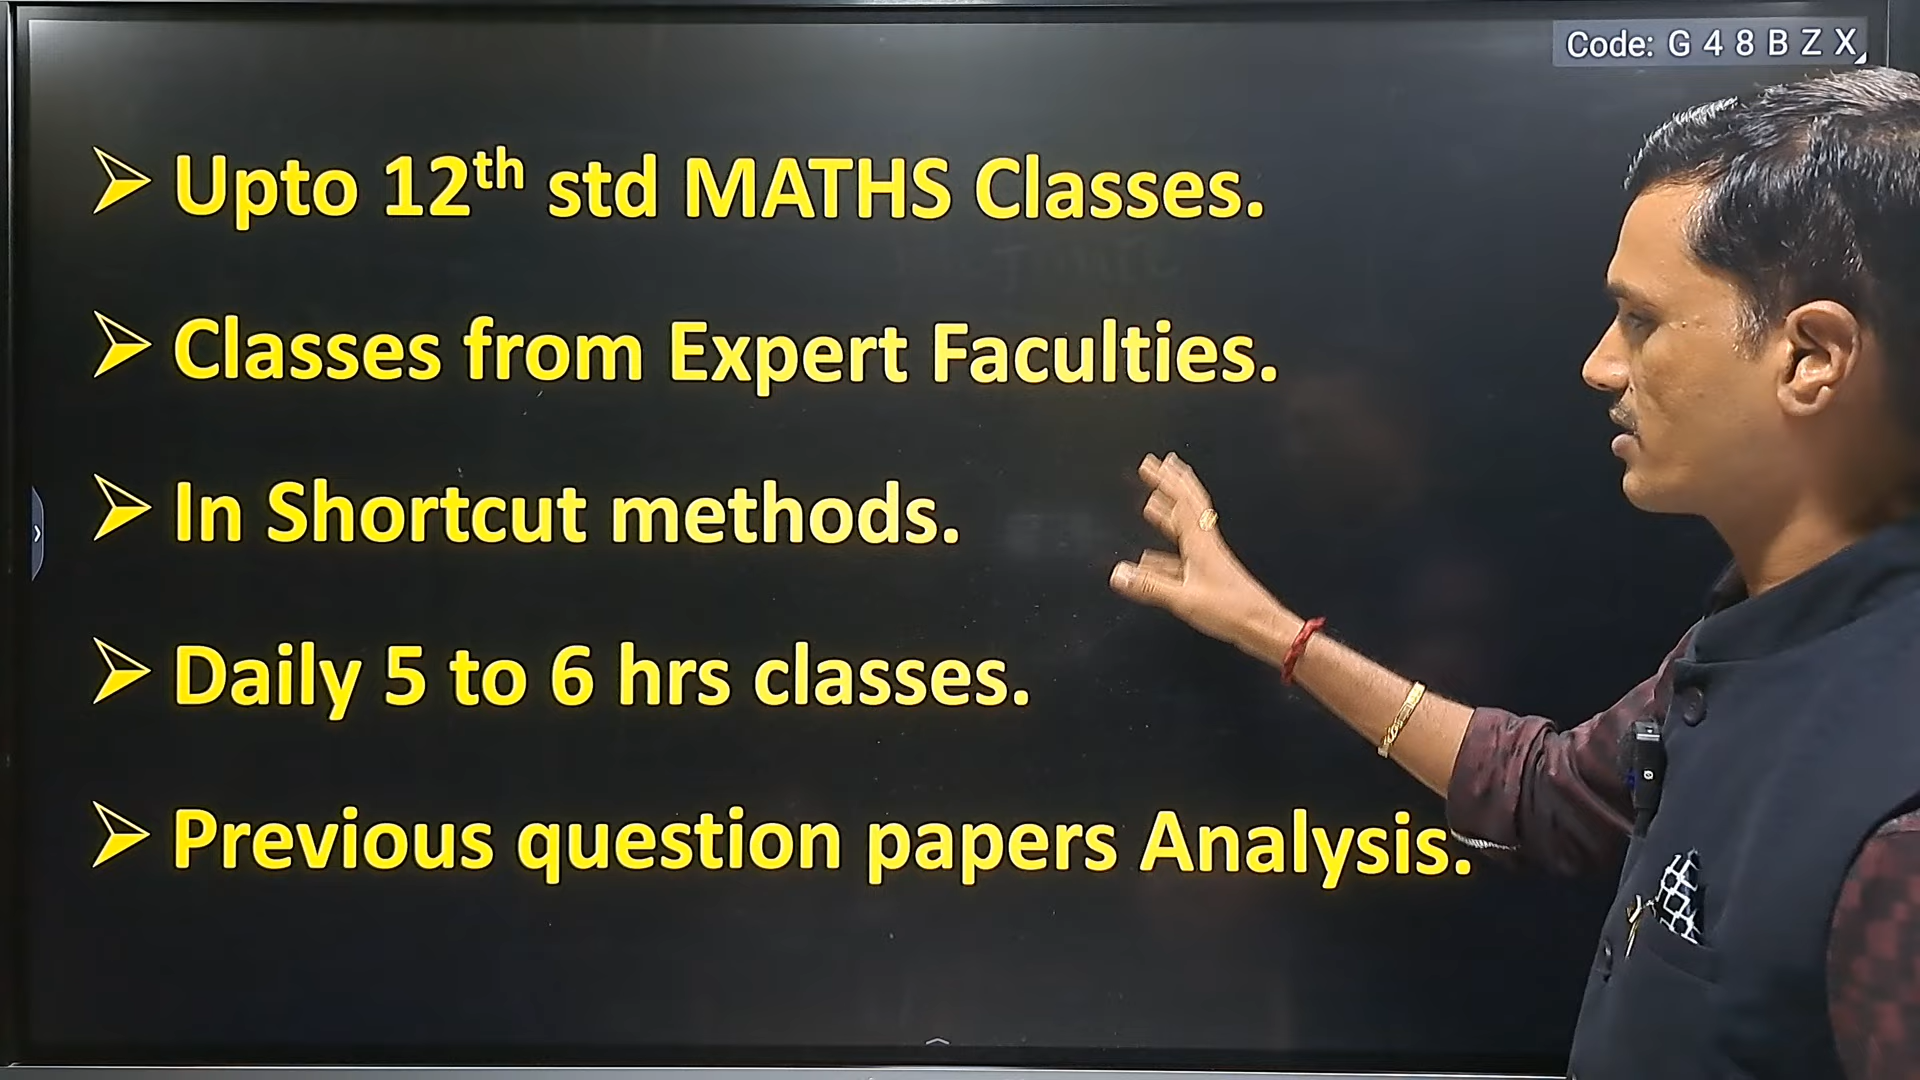 Code: G 4 8 B Z X
Upto 12th std MATHS Classes.
Classes from Expert Faculties.
In Shortcut methods.
Daily 5 to 6 hrs classes.
Previous question papers Analysis.